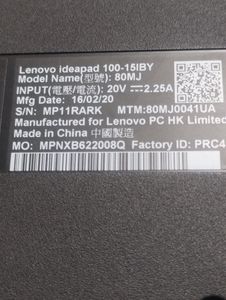 Lenovo ideapad 100-15IBY
Model Name(型號): 80MJ
INPUT(電壓/電流): 20V ⎓ 2.25A
Mfg Date: 16/02/20
S/N: MP11RARK MTM:80MJ0041UA
Manufactured for Lenovo PC HK Limited
Made in China 中國製造
MO: MPNXB622008Q Factory ID: PRC4